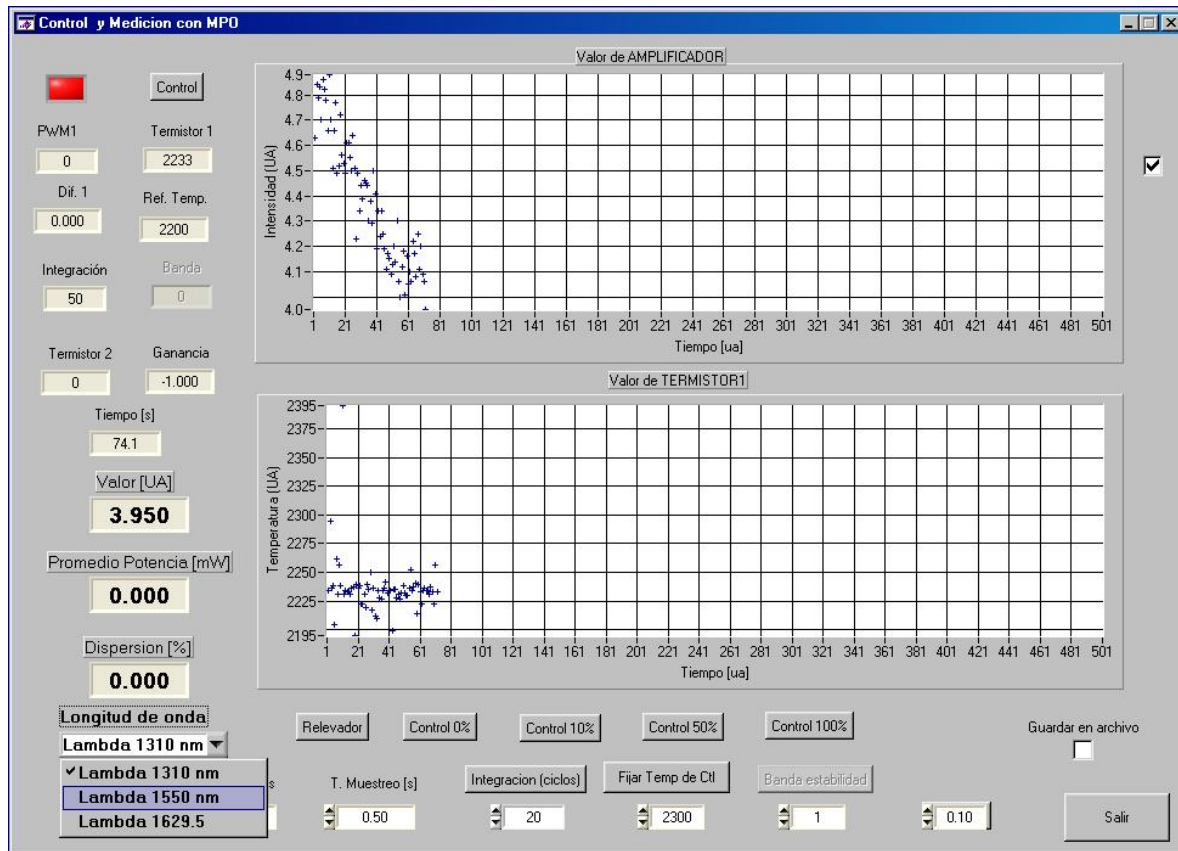 Control  y Medicion con MPO
Control
PWM1
Termistor 1
0
2233
Dif. 1
Ref. Temp.
0.000
2200
Integración
Banda
50
0
Termistor 2
Ganancia
0
-1.000
Tiempo [s]
74.1
Valor [UA]
3.950
Promedio Potencia [mW]
0.000
Dispersion [%]
0.000
Longitud de onda
Lambda 1310 nm
Lambda 1310 nm
Lambda 1550 nm
Lambda 1629.5
Valor de AMPLIFICADOR
Intensidad (UA)
4.9
4.8
4.7
4.6
4.5
4.4
4.3
4.2
4.1
4.0
1 21 41 61 81 101 121 141 161 181 201 221 241 261 281 301 321 341 361 381 401 421 441 461 481 501
Tiempo [ua]
Valor de TERMISTOR1
Temperatura (UA)
2395
2375
2350
2325
2300
2275
2250
2225
2195
1 21 41 61 81 101 121 141 161 181 201 221 241 261 281 301 321 341 361 381 401 421 441 461 481 501
Tiempo [ua]
Relevador
Control 0%
Control 10%
Control 50%
Control 100%
Guardar en archivo
s
T. Muestreo [s]
Integracion (ciclos)
Fijar Temp de Ctl
Banda estabilidad
0.50
20
2300
1
0.10
Salir